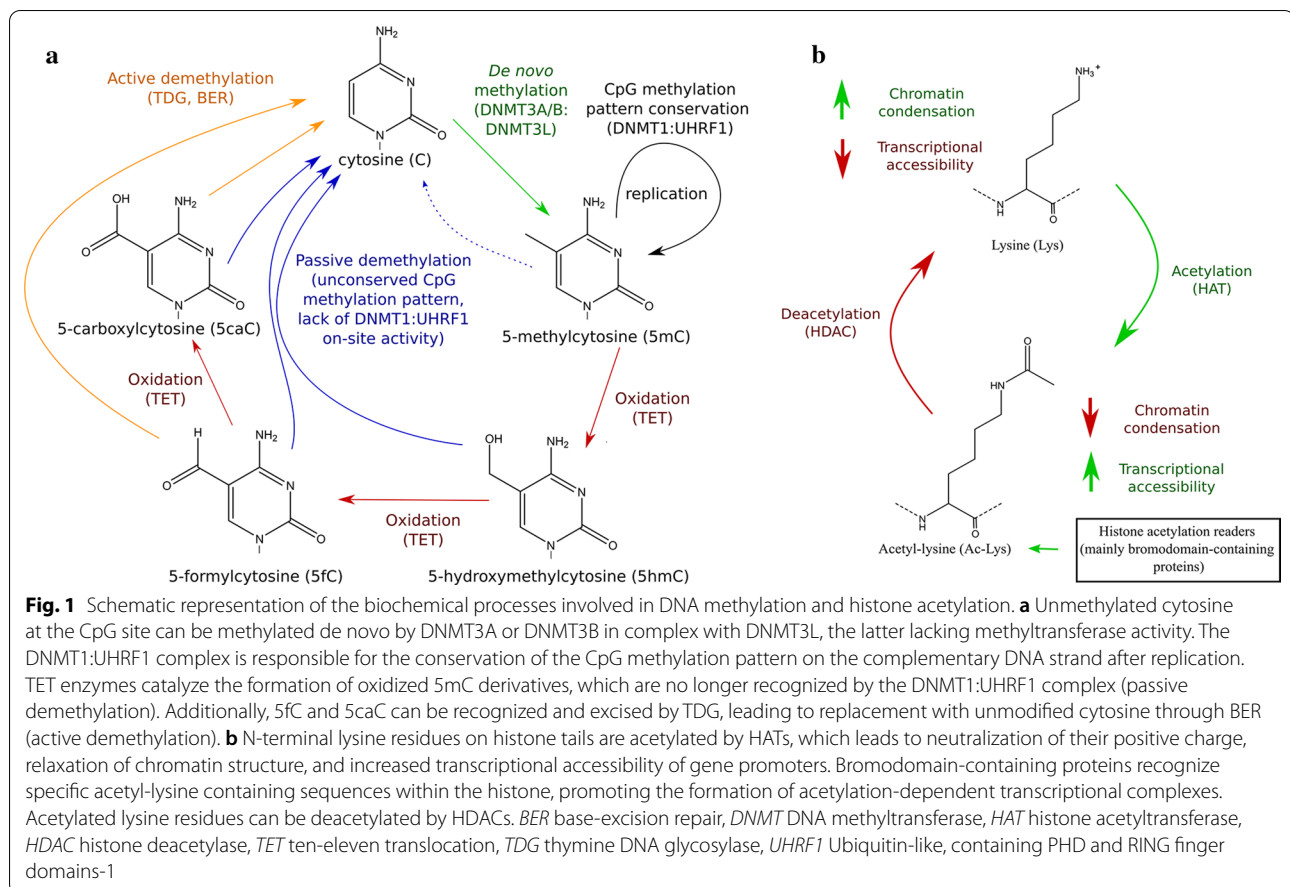 a
NH₂
N
N
O
cytosine (C)
Active demethylation
(TDG, BER)
De novo
methylation
(DNMT3A/B:
DNMT3L)
CpG methylation
pattern conservation
(DNMT1:UHRF1)
replication
OH
O
NH₂
N
N
O
5-carboxylcytosine (5caC)
Passive demethylation
(unconserved CpG
methylation pattern,
lack of DNMT1:UHRF1
on-site activity)
NH₂
N
N
O
5-methylcytosine (5mC)
Oxidation
(TET)
Oxidation
(TET)
H
O
NH₂
N
N
O
5-formylcytosine (5fC)
Oxidation
(TET)
OH
NH₂
N
N
O
5-hydroxymethylcytosine (5hmC)
b
Chromatin
condensation
Transcriptional
accessibility
NH₃⁺
N
H
O
Lysine (Lys)
Acetylation
(HAT)
Deacetylation
(HDAC)
O
HN
N
H
O
Acetyl-lysine (Ac-Lys)
Chromatin
condensation
Transcriptional
accessibility
Histone acetylation readers
(mainly bromodomain-containing
proteins)
Fig. 1 Schematic representation of the biochemical processes involved in DNA methylation and histone acetylation. a Unmethylated cytosine
at the CpG site can be methylated de novo by DNMT3A or DNMT3B in complex with DNMT3L, the latter lacking methyltransferase activity. The
DNMT1:UHRF1 complex is responsible for the conservation of the CpG methylation pattern on the complementary DNA strand after replication.
TET enzymes catalyze the formation of oxidized 5mC derivatives, which are no longer recognized by the DNMT1:UHRF1 complex (passive
demethylation). Additionally, 5fC and 5caC can be recognized and excised by TDG, leading to replacement with unmodified cytosine through BER
(active demethylation). b N-terminal lysine residues on histone tails are acetylated by HATs, which leads to neutralization of their positive charge,
relaxation of chromatin structure, and increased transcriptional accessibility of gene promoters. Bromodomain-containing proteins recognize
specific acetyl-lysine containing sequences within the histone, promoting the formation of acetylation-dependent transcriptional complexes.
Acetylated lysine residues can be deacetylated by HDACs. BER base-excision repair, DNMT DNA methyltransferase, HAT histone acetyltransferase,
HDAC histone deacetylase, TET ten-eleven translocation, TDG thymine DNA glycosylase, UHRF1 Ubiquitin-like, containing PHD and RING finger
domains-1